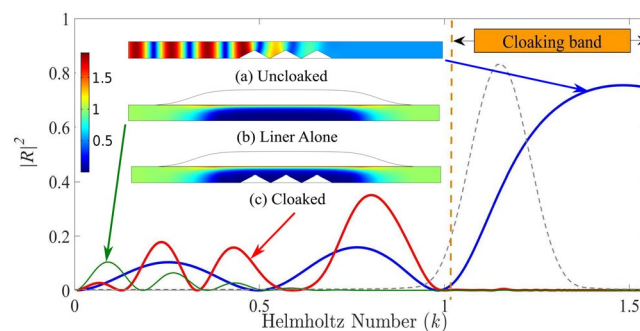 1
Cloaking band
0.8
1.5
1
0.5
(a) Uncloaked
0.6
|R|²
(b) Liner Alone
0.4
(c) Cloaked
0.2
0
0
0.5
1
1.5
Helmholtz Number (k)